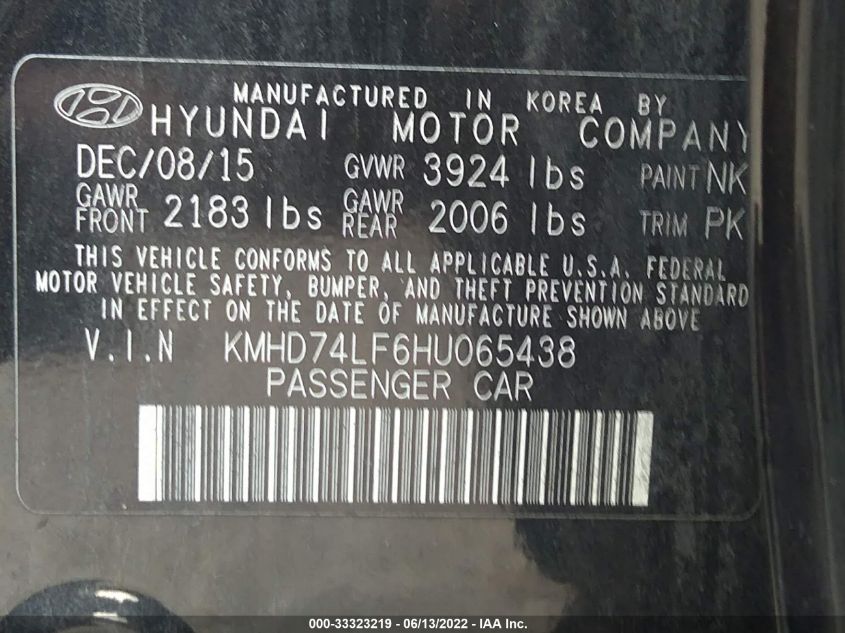 MANUFACTURED IN KOREA BY
HYUNDAI MOTOR COMPANY
DEC/08/15 GVWR 3924 lbs PAINT NK
GAWR FRONT 2183 lbs GAWR REAR 2006 lbs TRIM PK
THIS VEHICLE CONFORMS TO ALL APPLICABLE U.S.A. FEDERAL
MOTOR VEHICLE SAFETY, BUMPER, AND THEFT PREVENTION STANDARD
IN EFFECT ON THE DATE OF MANUFACTURE SHOWN ABOVE
V.I.N KMHD74LF6HU065438
PASSENGER CAR
000-33323219 - 06/13/2022 - IAA Inc.